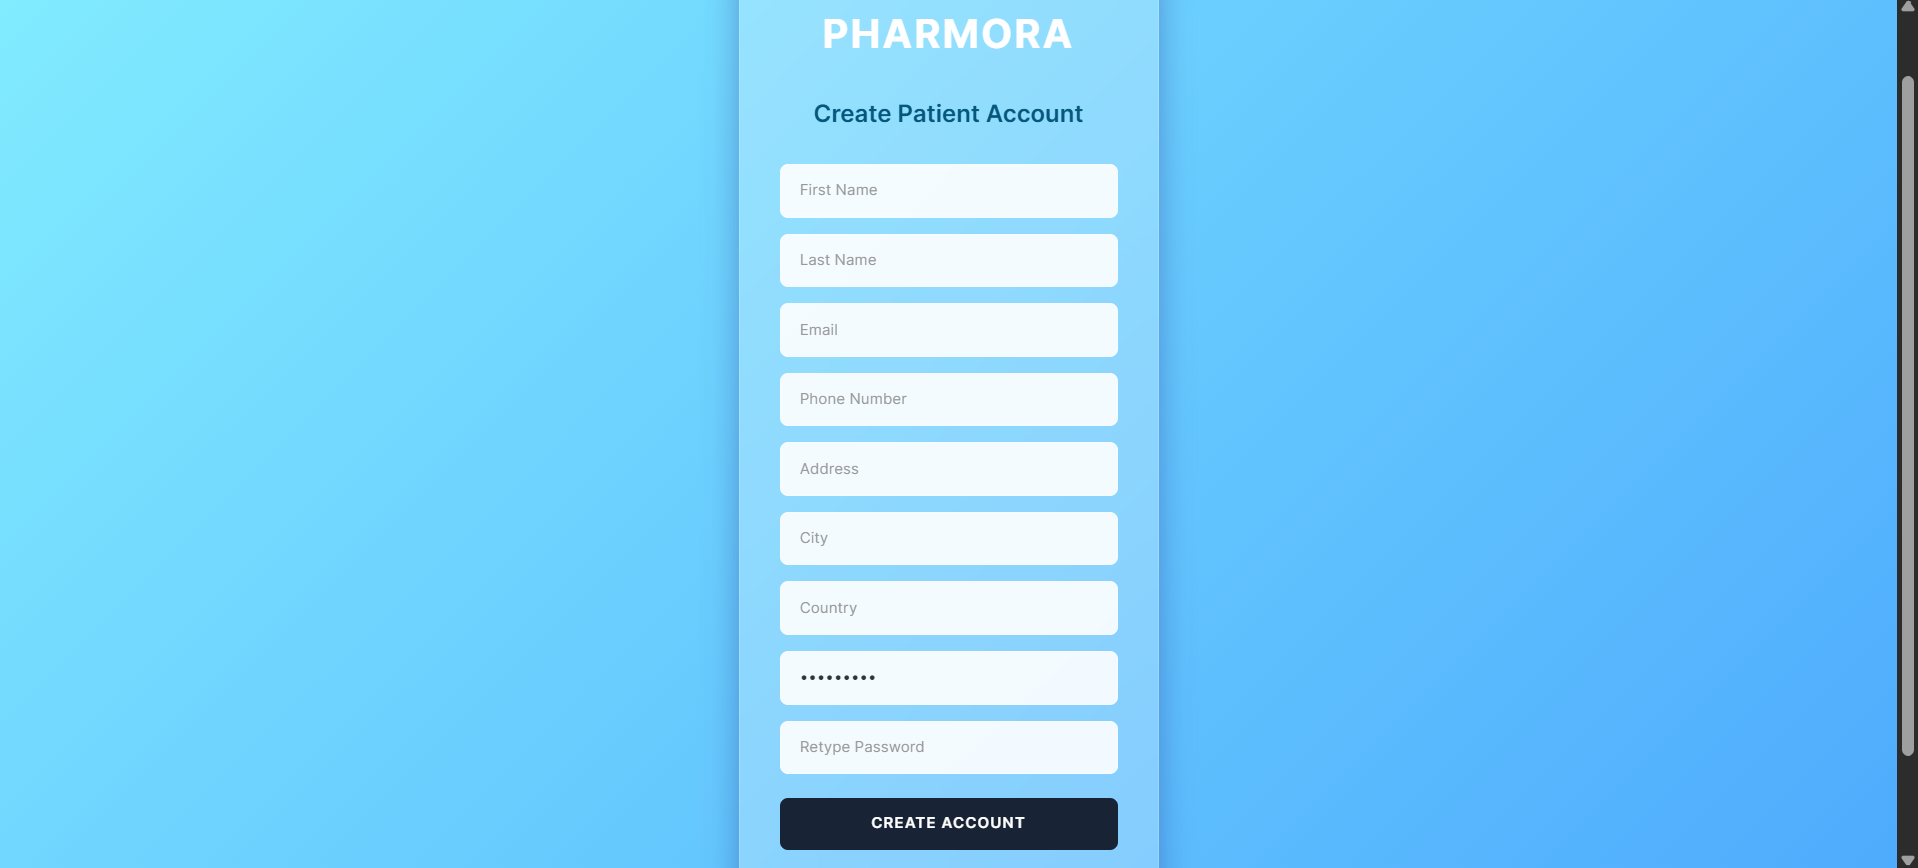 PHARMORA
Create Patient Account
First Name
Last Name
Email
Phone Number
Address
City
Country
•••••••••
Retype Password
CREATE ACCOUNT